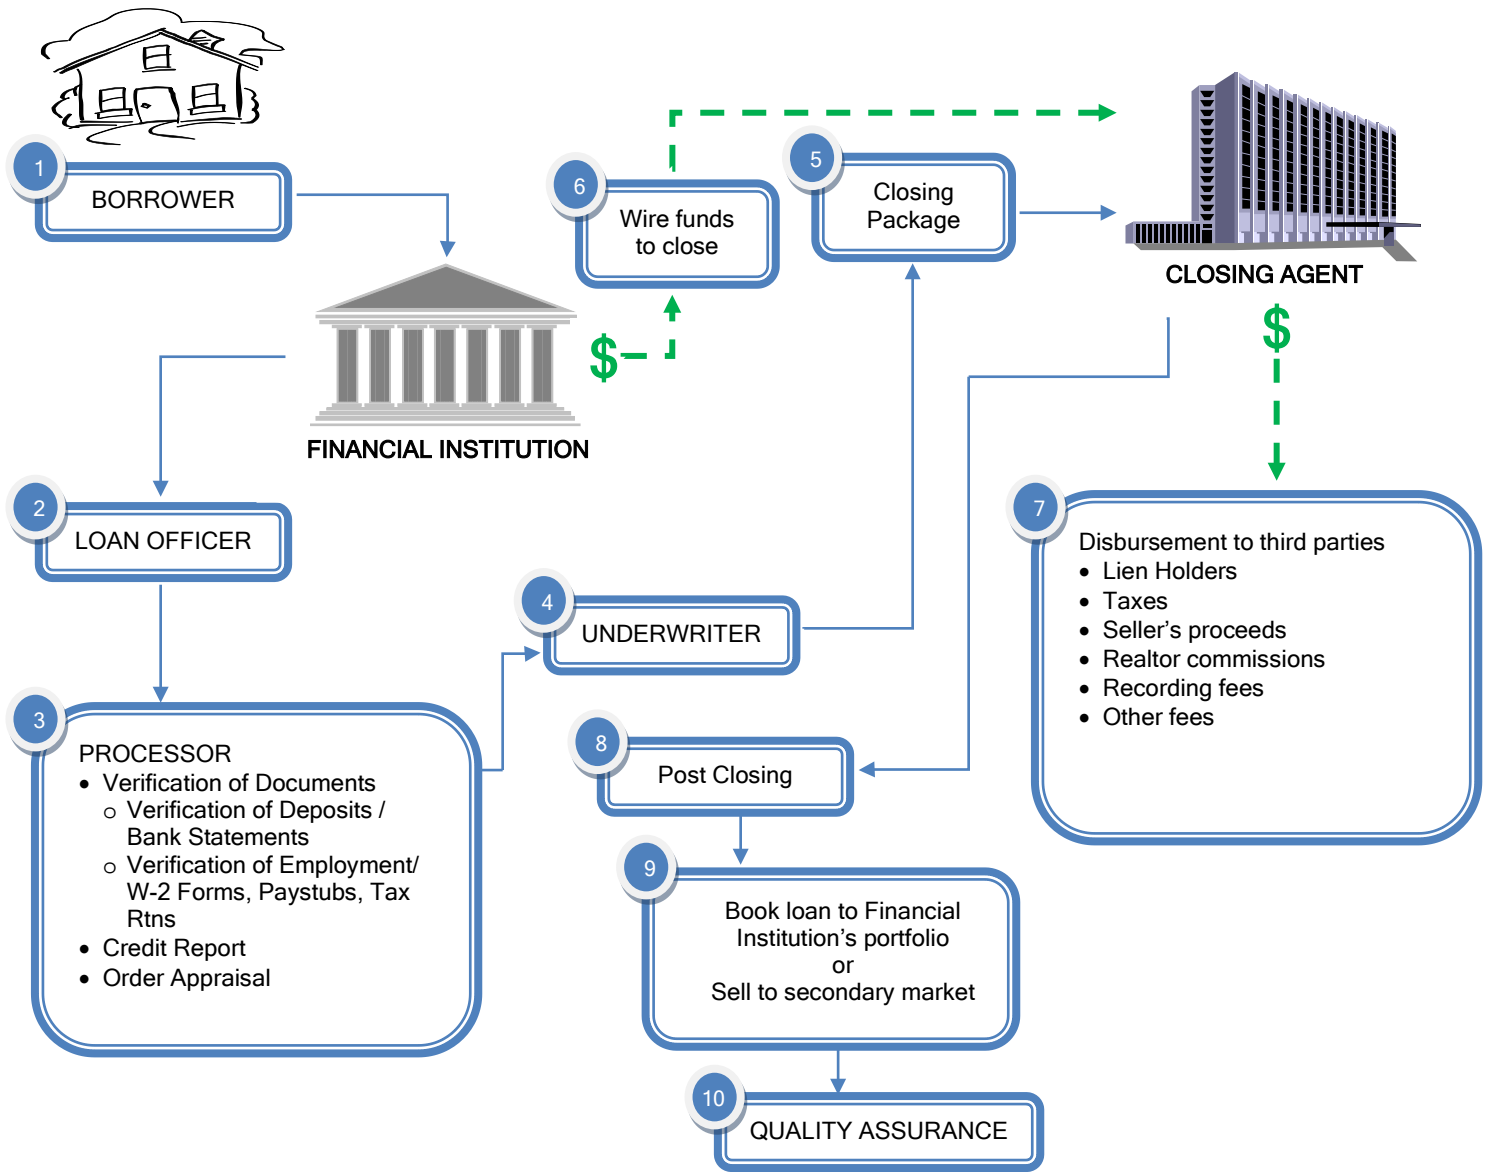 1
BORROWER
FINANCIAL INSTITUTION
2
LOAN OFFICER
3
PROCESSOR
• Verification of Documents
o Verification of Deposits /
Bank Statements
o Verification of Employment/
W-2 Forms, Paystubs, Tax
Rtns
• Credit Report
• Order Appraisal
4
UNDERWRITER
5
Closing
Package
$
6
Wire funds
to close
CLOSING AGENT
$
7
Disbursement to third parties
• Lien Holders
• Taxes
• Seller’s proceeds
• Realtor commissions
• Recording fees
• Other fees
8
Post Closing
9
Book loan to Financial
Institution’s portfolio
or
Sell to secondary market
10
QUALITY ASSURANCE